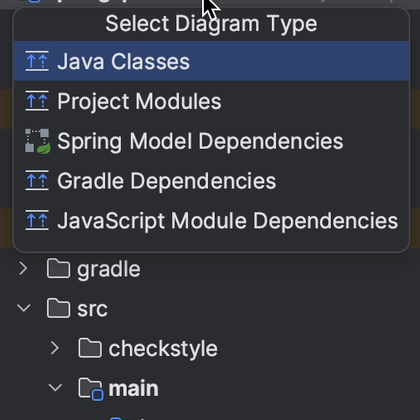 Select Diagram Type
Java Classes
Project Modules
Spring Model Dependencies
Gradle Dependencies
JavaScript Module Dependencies
gradle
src
checkstyle
main